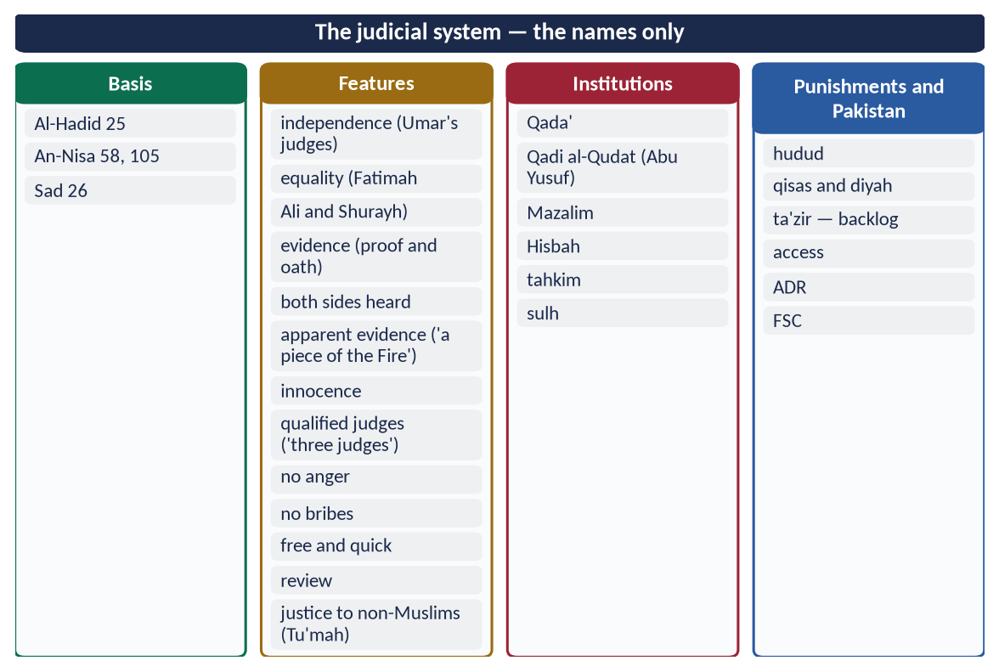 The judicial system — the names only
Basis
Al-Hadid 25
An-Nisa 58, 105
Sad 26
Features
independence (Umar's
judges)
equality (Fatimah
Ali and Shurayh)
evidence (proof and
oath)
both sides heard
apparent evidence ('a
piece of the Fire')
innocence
qualified judges
('three judges')
no anger
no bribes
free and quick
review
justice to non-Muslims
(Tu'mah)
Institutions
Qada'
Qadi al-Qudat (Abu
Yusuf)
Mazalim
Hisbah
tahkim
sulh
Punishments and
Pakistan
hudud
qisas and diyah
ta'zir — backlog
access
ADR
FSC